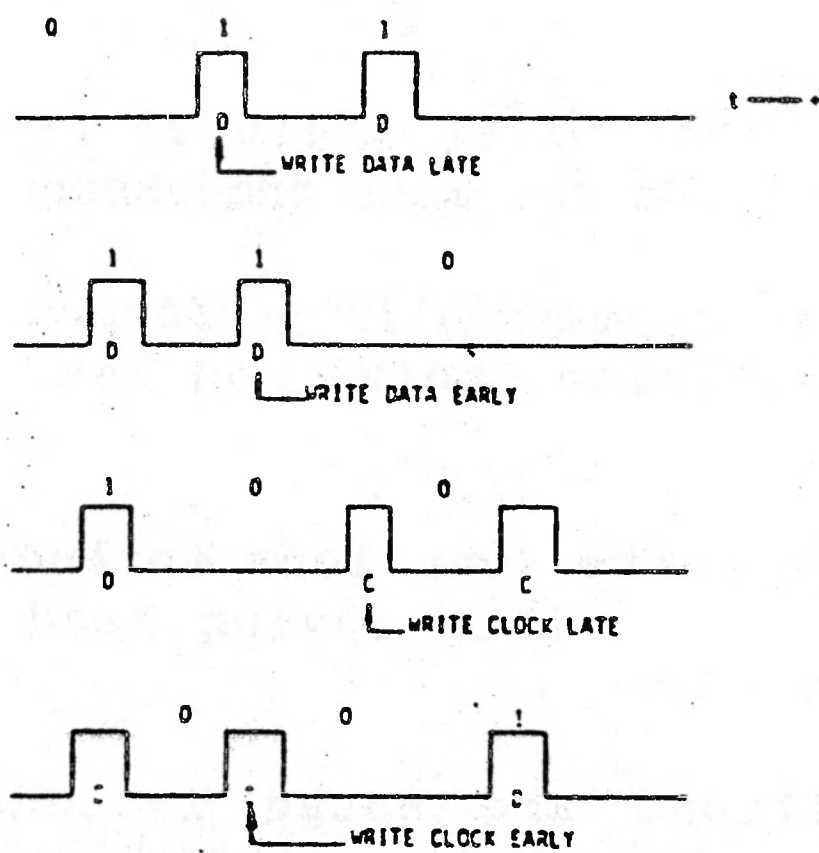 0 1 1
t
D D
WRITE DATA LATE
1 1 0
D D
WRITE DATA EARLY
1 0 0
D C C
WRITE CLOCK LATE
0 0 1
WRITE CLOCK EARLY